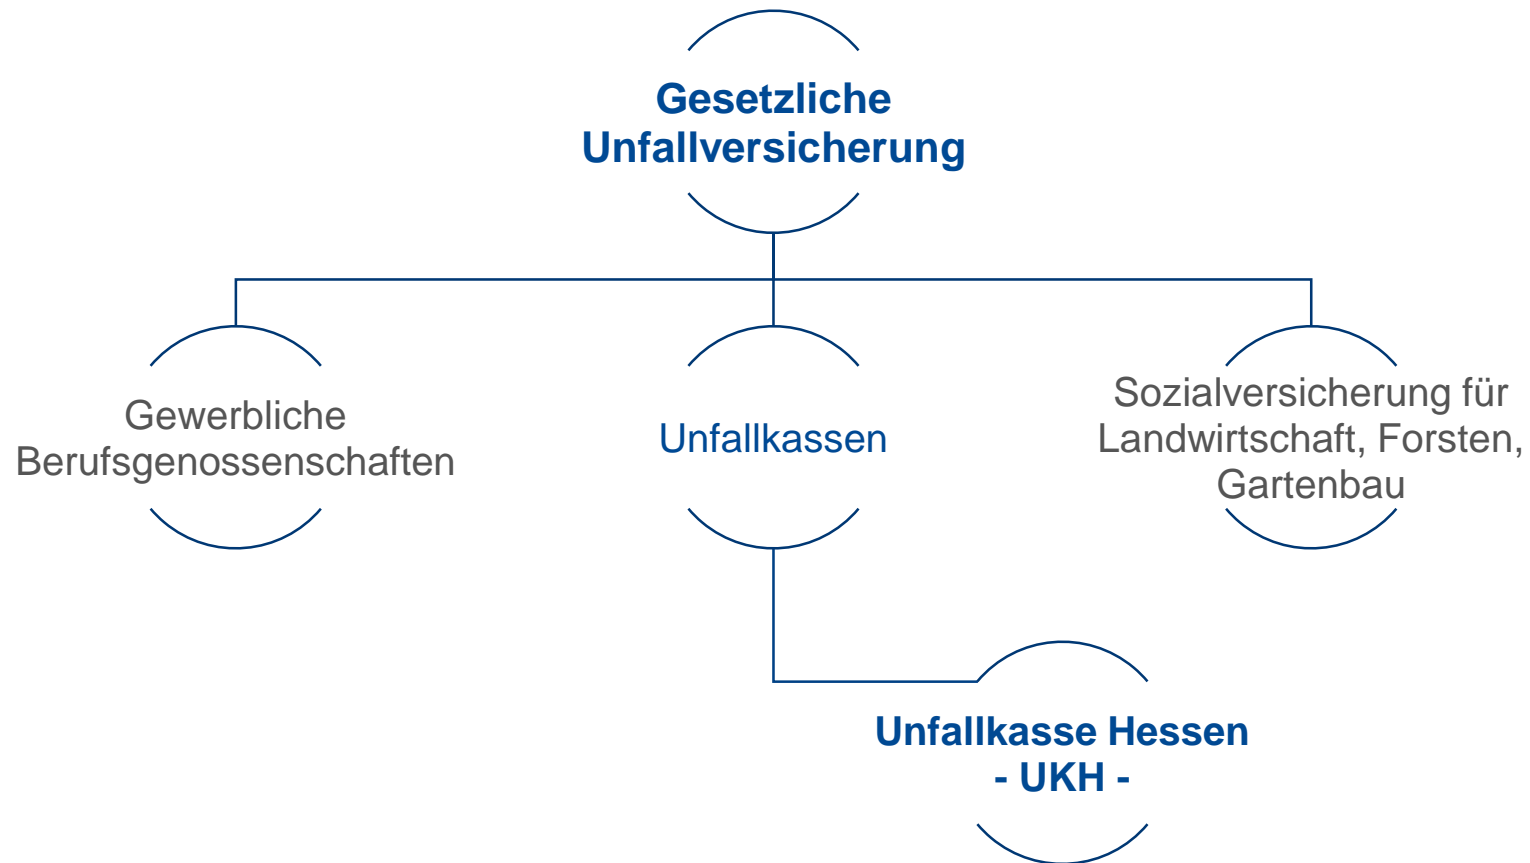 Gesetzliche
Unfallversicherung
Gewerbliche
Berufsgenossenschaften
Unfallkassen
Sozialversicherung für
Landwirtschaft, Forsten,
Gartenbau
Unfallkasse Hessen
- UKH -